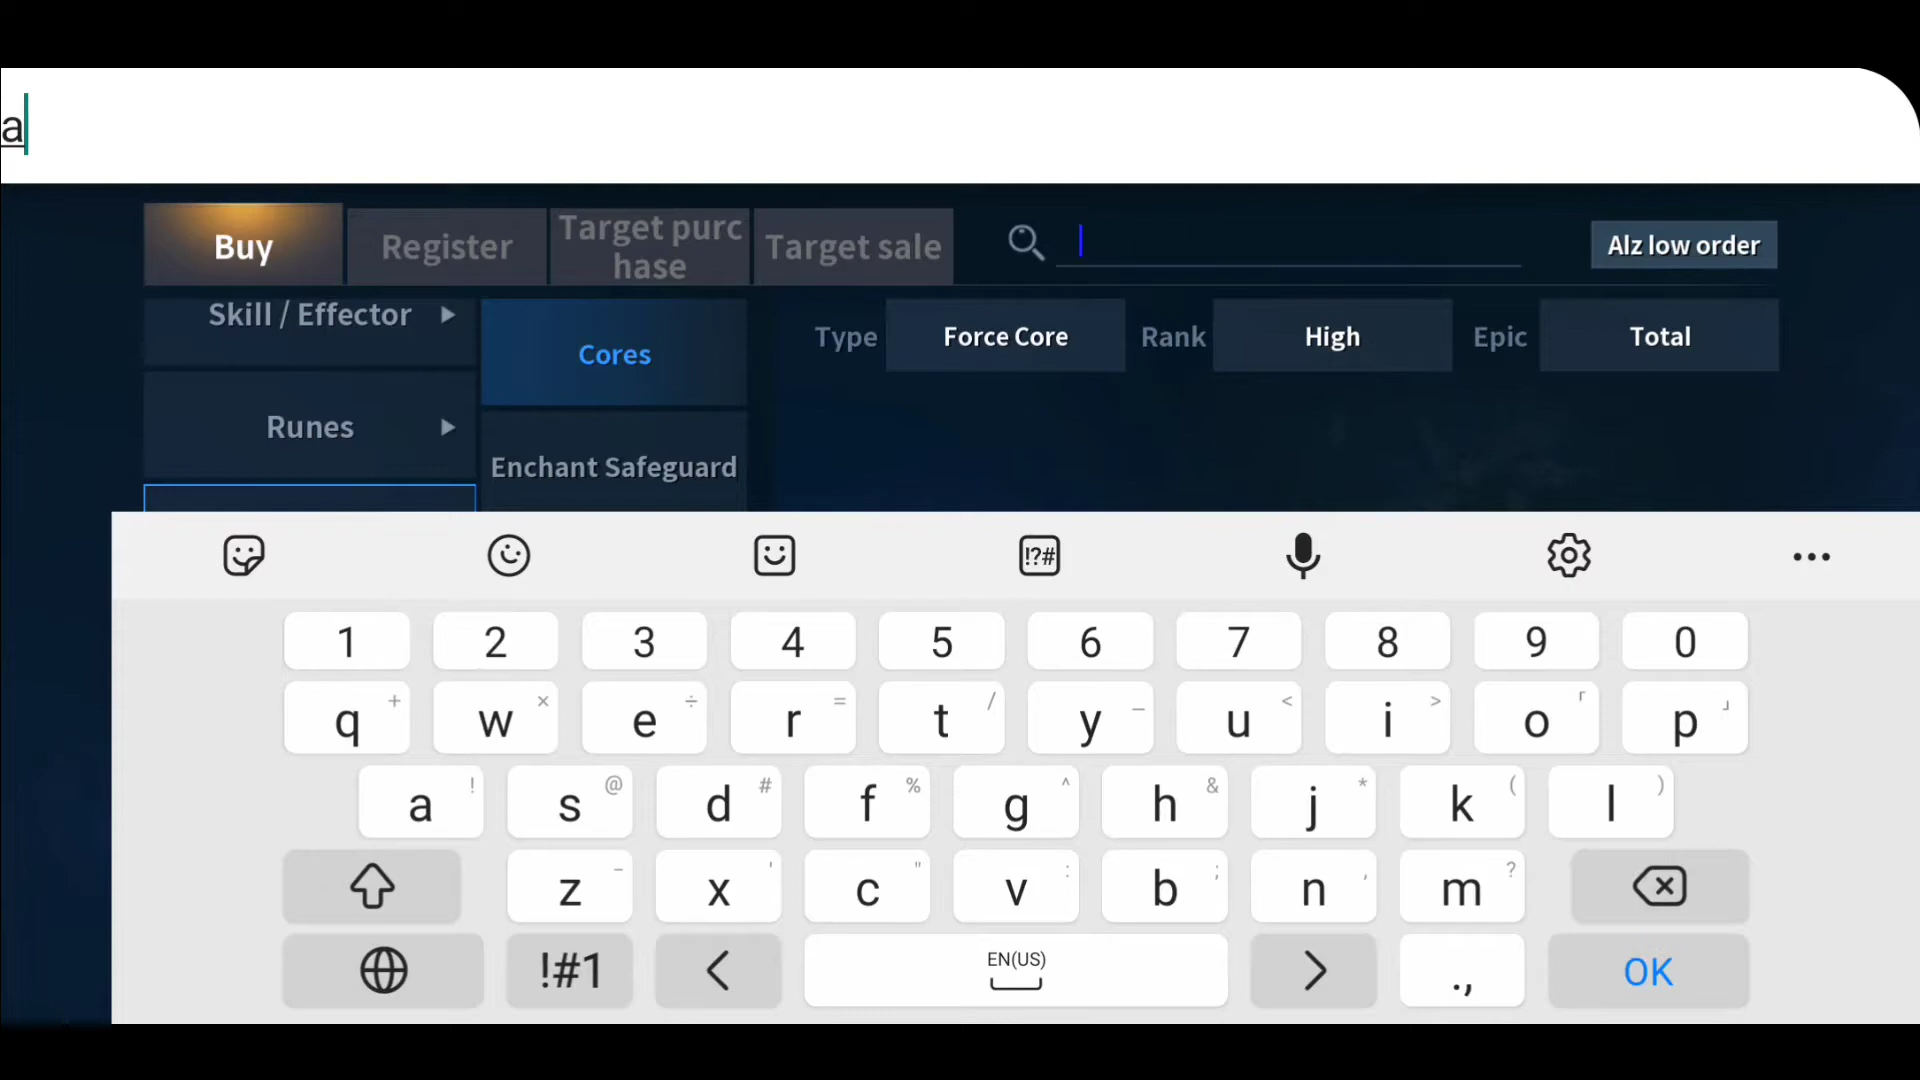 a
Buy
Register
Target purc
hase
Target sale
Alz low order
Skill / Effector
Cores
Type
Force Core
Rank
High
Epic
Total
Runes
Enchant Safeguard
!?#
1 2 3 4 5 6 7 8 9 0
q + w × e ÷ r = t / y _ u < i > o ｢ p ｣
a ! s @ d # f % g ^ h & j * k ( l )
z - x ' c " v : b ; n , m ?
!#1 < EN(US) > ., OK